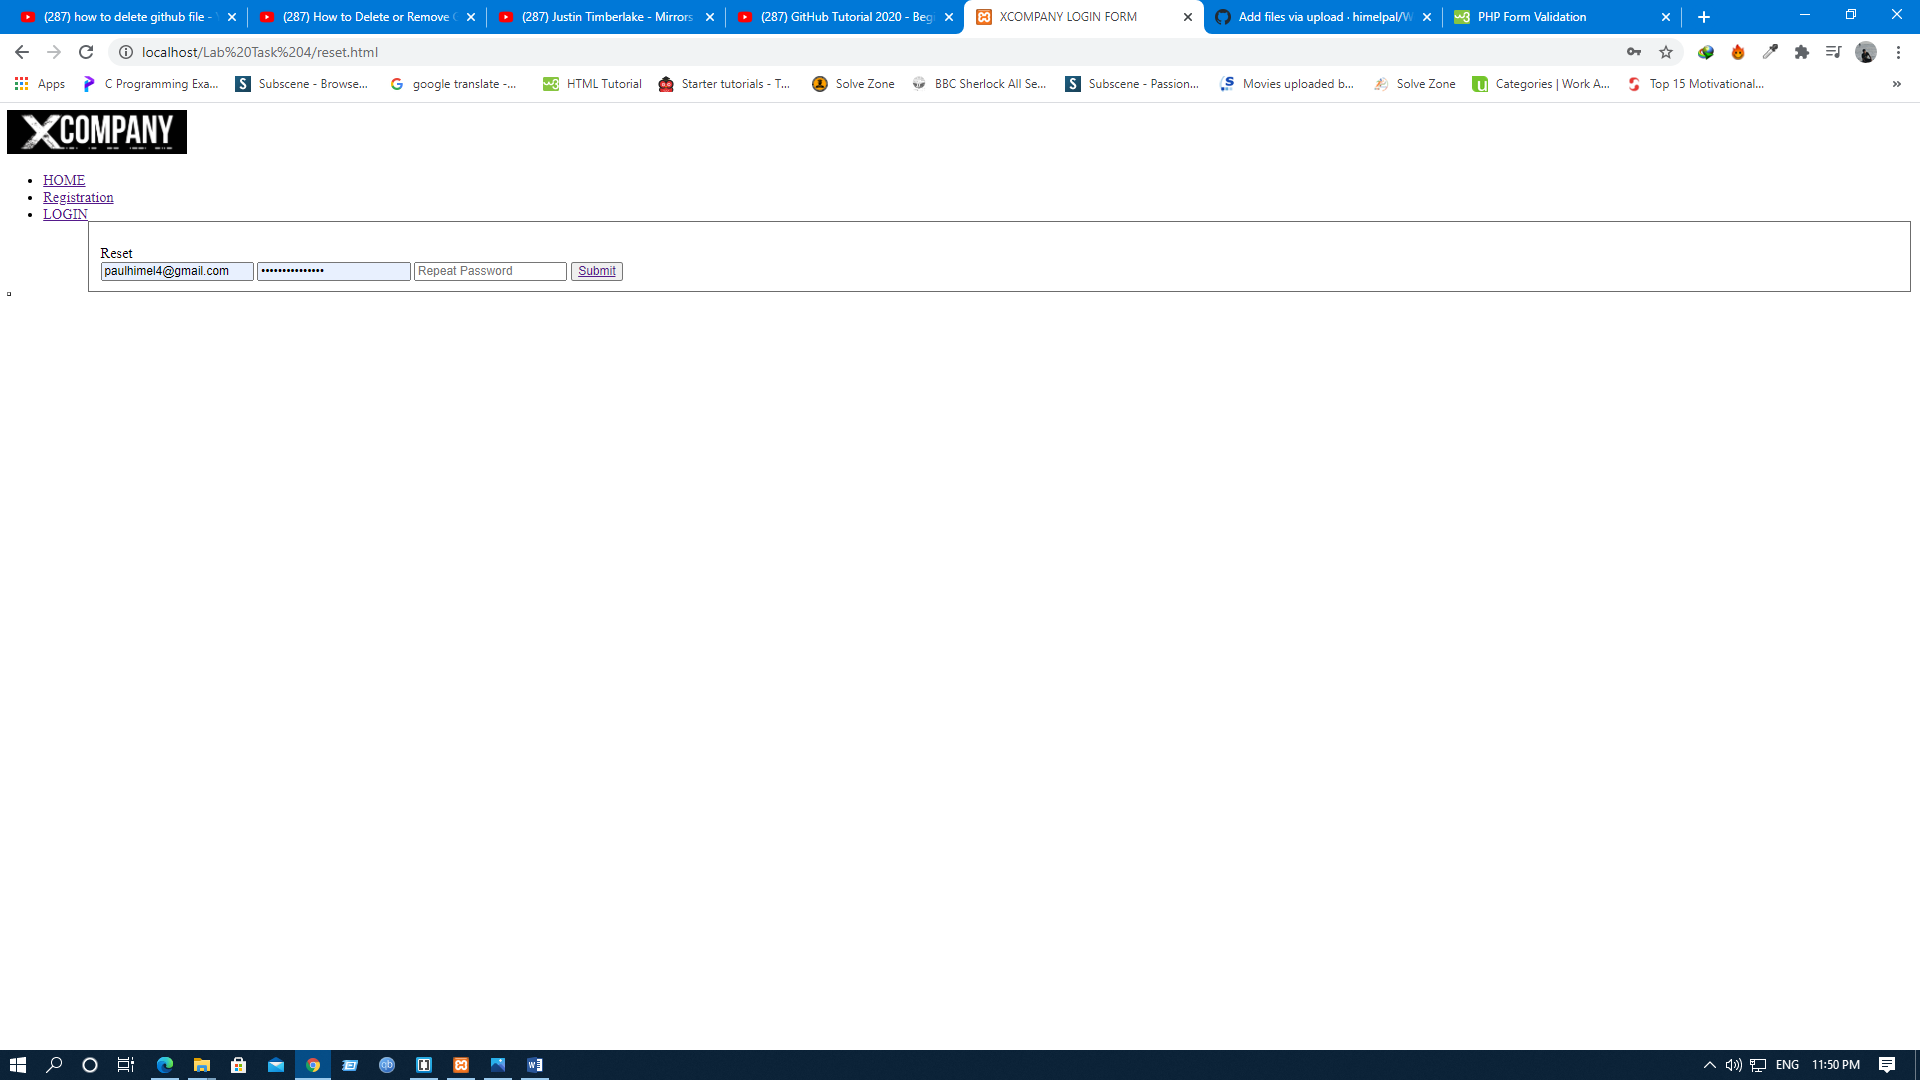 (287) how to delete github file -
(287) How to Delete or Remove
(287) Justin Timberlake - Mirrors
(287) GitHub Tutorial 2020 - Beg
XCOMPANY LOGIN FORM
Add files via upload · himelpal/W
PHP Form Validation
localhost/Lab%20Task%204/reset.html
Apps
C Programming Exa...
Subscene - Browse...
google translate -...
HTML Tutorial
Starter tutorials - T...
Solve Zone
BBC Sherlock All Se...
Subscene - Passion...
Movies uploaded b...
Solve Zone
Categories | Work A...
Top 15 Motivational...
»
XCOMPANY
HOME
Registration
LOGIN
Reset
paulhimel4@gmail.com ••••••••••••••• Repeat Password Submit
ENG 11:50 PM